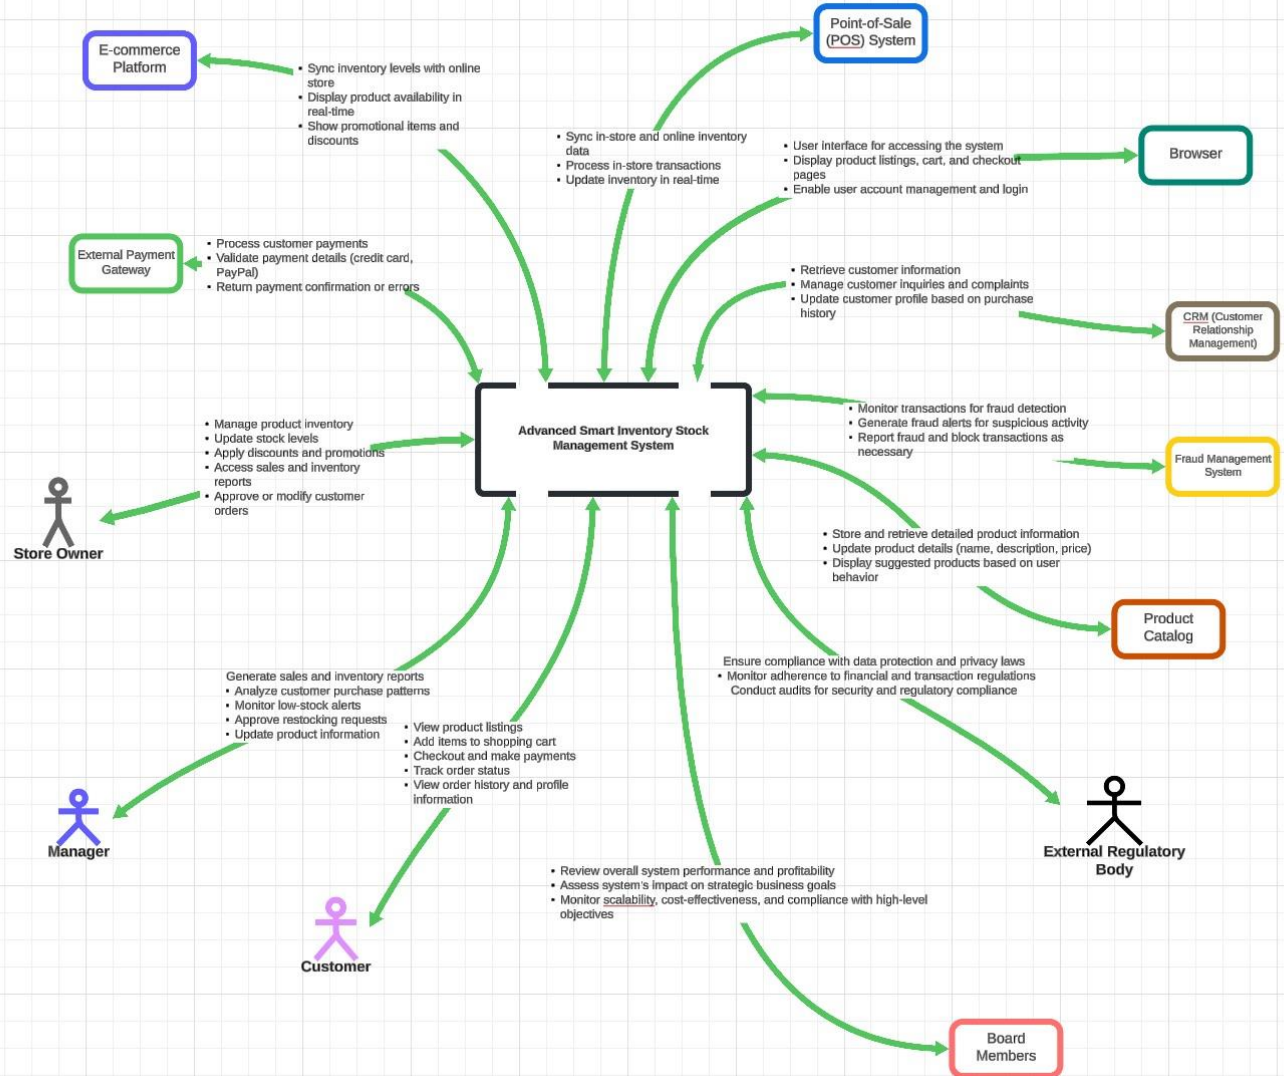 E-commerce
Platform
• Sync inventory levels with online
store
• Display product availability in
real-time
• Show promotional items and
discounts
Point-of-Sale
(POS) System
• Sync in-store and online inventory
data
• Process in-store transactions
• Update inventory in real-time
• User interface for accessing the system
• Display product listings, cart, and checkout
pages
• Enable user account management and login
Browser
External Payment
Gateway
• Process customer payments
• Validate payment details (credit card,
PayPal)
• Return payment confirmation or errors
• Retrieve customer information
• Manage customer inquiries and complaints
• Update customer profile based on purchase
history
CRM (Customer
Relationship
Management)
Advanced Smart Inventory Stock
Management System
• Monitor transactions for fraud detection
• Generate fraud alerts for suspicious activity
• Report fraud and block transactions as
necessary
Fraud Management
System
• Manage product inventory
• Update stock levels
• Apply discounts and promotions
• Access sales and inventory
reports
• Approve or modify customer
orders
Store Owner
• Store and retrieve detailed product information
• Update product details (name, description, price)
• Display suggested products based on user
behavior
Product
Catalog
Generate sales and inventory reports
• Analyze customer purchase patterns
• Monitor low-stock alerts
• Approve restocking requests
• Update product information
Manager
• View product listings
• Add items to shopping cart
• Checkout and make payments
• Track order status
• View order history and profile
information
Customer
Ensure compliance with data protection and privacy laws
• Monitor adherence to financial and transaction regulations
Conduct audits for security and regulatory compliance
External Regulatory
Body
• Review overall system performance and profitability
• Assess system's impact on strategic business goals
• Monitor scalability, cost-effectiveness, and compliance with high-level
objectives
Board
Members